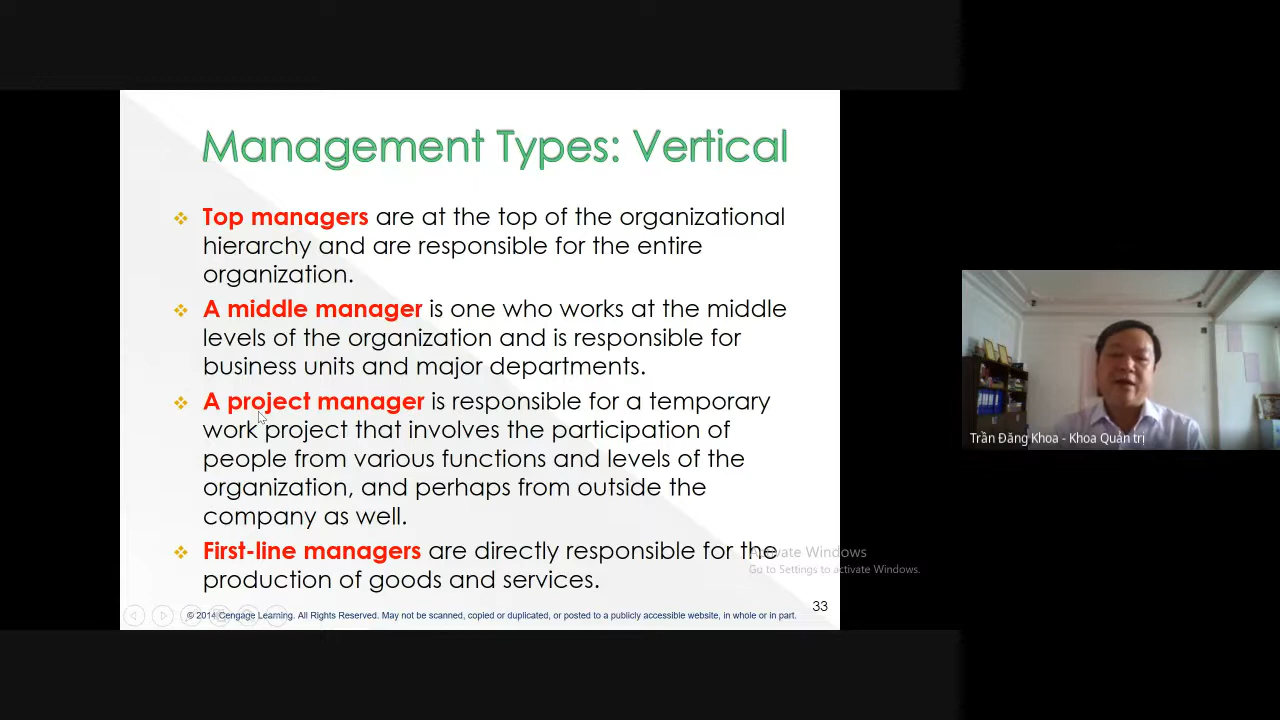 Management Types: Vertical
Top managers are at the top of the organizational
hierarchy and are responsible for the entire
organization.
A middle manager is one who works at the middle
levels of the organization and is responsible for
business units and major departments.
A project manager is responsible for a temporary
work project that involves the participation of
people from various functions and levels of the
organization, and perhaps from outside the
company as well.
First-line managers are directly responsible for the
production of goods and services.
Activate Windows
Go to Settings to activate Windows.
33
© 2014 Cengage Learning. All Rights Reserved. May not be scanned, copied or duplicated, or posted to a publicly accessible website, in whole or in part.
Trần Đăng Khoa - Khoa Quản trị